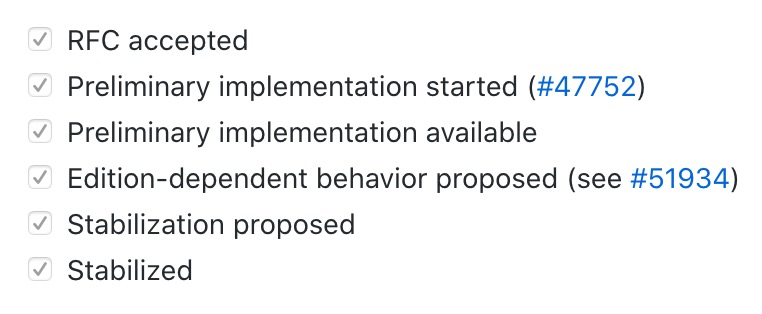 RFC accepted
Preliminary implementation started (#47752)
Preliminary implementation available
Edition-dependent behavior proposed (see #51934)
Stabilization proposed
Stabilized